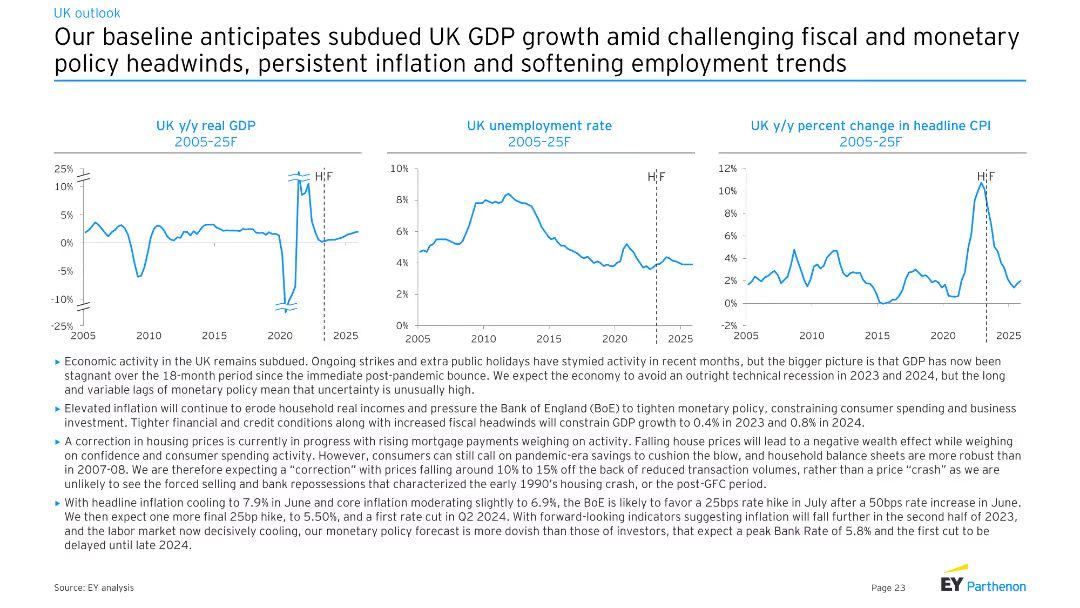 UK outlook
Our baseline anticipates subdued UK GDP growth amid challenging fiscal and monetary
policy headwinds, persistent inflation and softening employment trends
UK y/y real GDP
2005–25F
25%
10%
5%
0%
-5%
-10%
-25%
H F
2005 2010 2015 2020 2025
UK unemployment rate
2005–25F
10%
8%
6%
4%
2%
0%
H F
2005 2010 2015 2020 2025
UK y/y percent change in headline CPI
2005–25F
12%
10%
8%
6%
4%
2%
0%
-2%
H F
2005 2010 2015 2020 2025
Economic activity in the UK remains subdued. Ongoing strikes and extra public holidays have stymied activity in recent months, but the bigger picture is that GDP has now been
stagnant over the 18-month period since the immediate post-pandemic bounce. We expect the economy to avoid an outright technical recession in 2023 and 2024, but the long
and variable lags of monetary policy mean that uncertainty is unusually high.
Elevated inflation will continue to erode household real incomes and pressure the Bank of England (BoE) to tighten monetary policy, constraining consumer spending and business
investment. Tighter financial and credit conditions along with increased fiscal headwinds will constrain GDP growth to 0.4% in 2023 and 0.8% in 2024.
A correction in housing prices is currently in progress with rising mortgage payments weighing on activity. Falling house prices will lead to a negative wealth effect while weighing
on confidence and consumer spending activity. However, consumers can still call on pandemic-era savings to cushion the blow, and household balance sheets are more robust than
in 2007-08. We are therefore expecting a “correction” with prices falling around 10% to 15% off the back of reduced transaction volumes, rather than a price “crash” as we are
unlikely to see the forced selling and bank repossessions that characterized the early 1990’s housing crash, or the post-GFC period.
With headline inflation cooling to 7.9% in June and core inflation moderating slightly to 6.9%, the BoE is likely to favor a 25bps rate hike in July after a 50bps rate increase in June.
We then expect one more final 25bp hike, to 5.50%, and a first rate cut in Q2 2024. With forward-looking indicators suggesting inflation will fall further in the second half of 2023,
and the labor market now decisively cooling, our monetary policy forecast is more dovish than those of investors, that expect a peak Bank Rate of 5.8% and the first cut to be
delayed until late 2024.
Source: EY analysis
Page 23
EY Parthenon